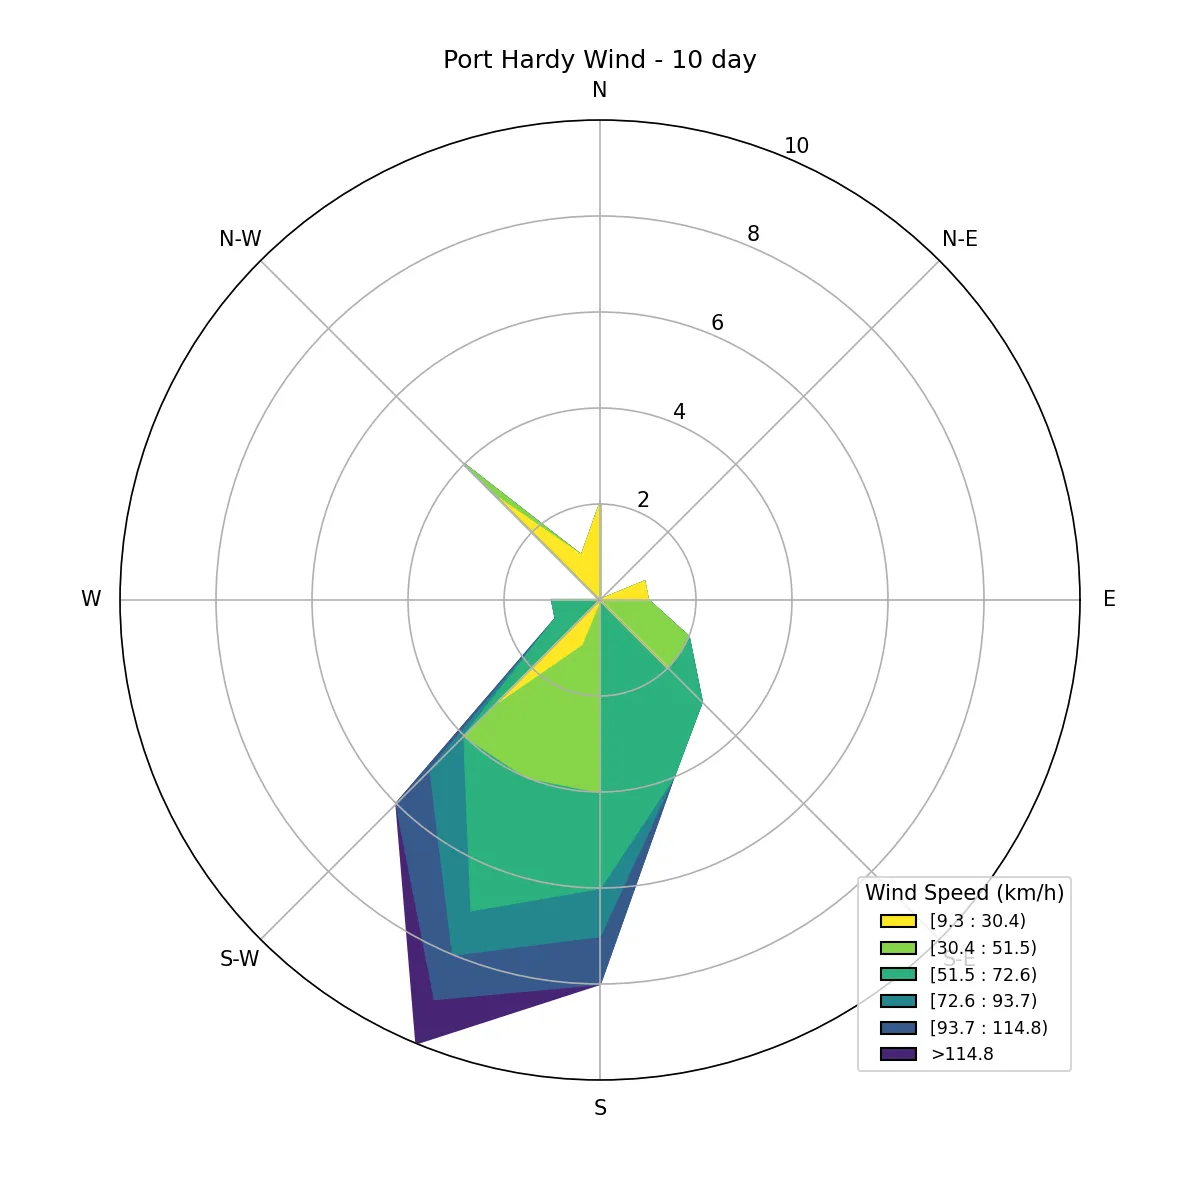 Port Hardy Wind - 10 day
N
10
N-W
8
N-E
6
4
2
W
E
Wind Speed (km/h)
[9.3 : 30.4)
[30.4 : 51.5)
S-W
S-E
[51.5 : 72.6)
[72.6 : 93.7)
[93.7 : 114.8)
>114.8
S